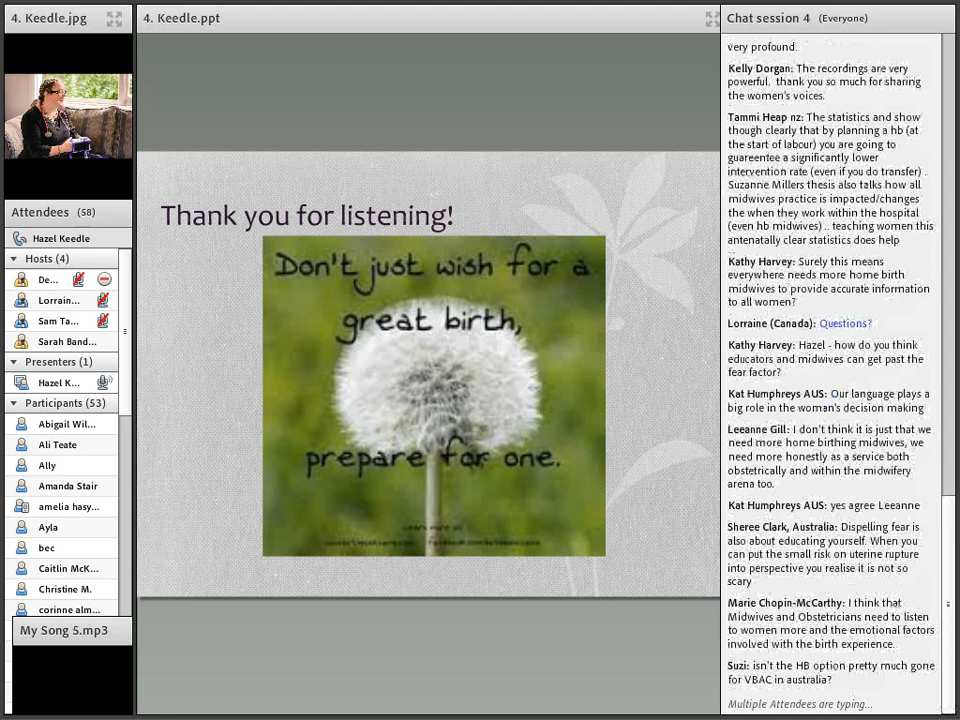 4. Keedle.jpg
Attendees (58)
Hazel Keedle
Hosts (4)
De...
Lorrain...
Sam Ta...
Sarah Band...
Presenters (1)
Hazel K...
Participants (53)
Abigail Wil...
Ali Teate
Ally
Amanda Stair
amelia hasy...
Ayla
bec
Caitlin McK...
Christine M.
corinne alm...
My Song 5.mp3
4. Keedle.ppt
Thank you for listening!
Don't just wish for a
great birth,
prepare for one.
Chat session 4 (Everyone)
very profound.
Kelly Dorgan: The recordings are very
powerful. thank you so much for sharing
the women's voices.
Tammi Heap nz: The statistics and show
though clearly that by planning a hb (at
the start of labour) you are going to
guareentee a significantly lower
intervention rate (even if you do transfer) .
Suzanne Millers thesis also talks how all
midwives practice is impacted/changes
the when they work within the hospital
(even hb midwives) .. teaching women this
antenatally clear statistics does help
Kathy Harvey: Surely this means
everywhere needs more home birth
midwives to provide accurate information
to all women?
Lorraine (Canada): Questions?
Kathy Harvey: Hazel - how do you think
educators and midwives can get past the
fear factor?
Kat Humphreys AUS: Our language plays a
big role in the woman's decision making
Leeanne Gill: I don't think it is just that we
need more home birthing midwives, we
need more honestly as a service both
obstetrically and within the midwifery
arena too.
Kat Humphreys AUS: yes agree Leeanne
Sheree Clark, Australia: Dispelling fear is
also about educating yourself. When you
can put the small risk on uterine rupture
into perspective you realise it is not so
scary
Marie Chopin-McCarthy: I think that
Midwives and Obstetricians need to listen
to women more and the emotional factors
involved with the birth experience.
Suzi: isn't the HB option pretty much gone
for VBAC in australia?
Multiple Attendees are typing...